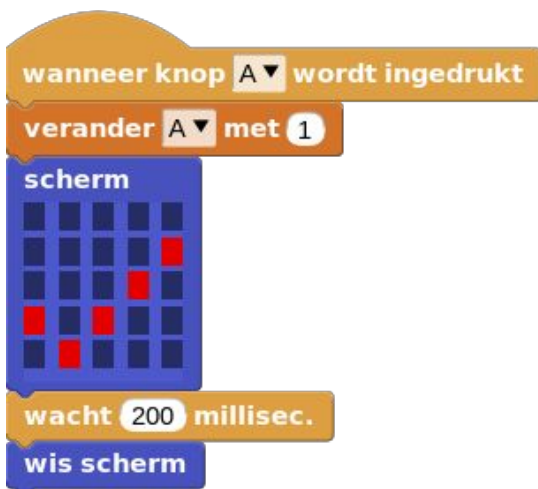 wanneer knop A▼ wordt ingedrukt
verander A▼ met 1
scherm
wacht 200 millisec.
wis scherm